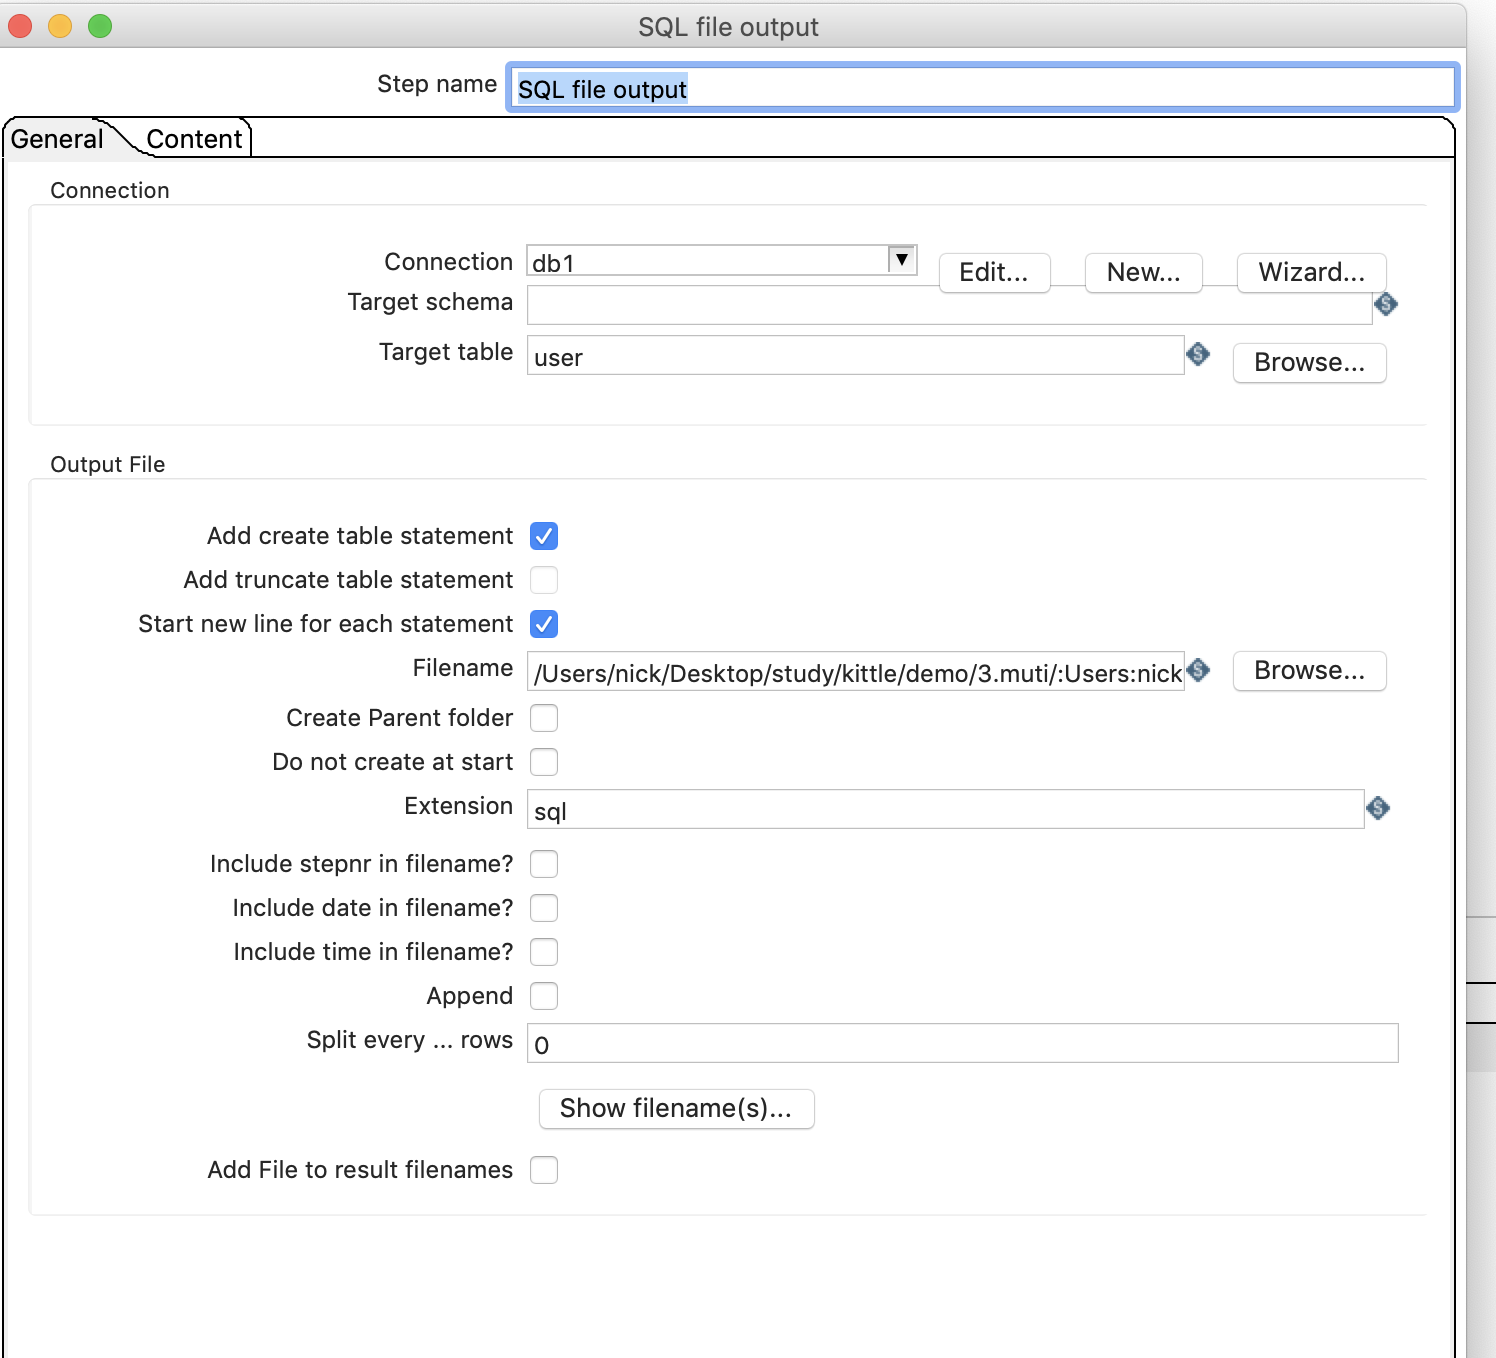 SQL file output
Step name SQL file output
General Content
Connection
Connection db1 Edit... New... Wizard...
Target schema
Target table user Browse...
Output File
Add create table statement
Add truncate table statement
Start new line for each statement
Filename /Users/nick/Desktop/study/kittle/demo/3.muti/:Users:nick Browse...
Create Parent folder
Do not create at start
Extension sql
Include stepnr in filename?
Include date in filename?
Include time in filename?
Append
Split every ... rows 0
Show filename(s)...
Add File to result filenames